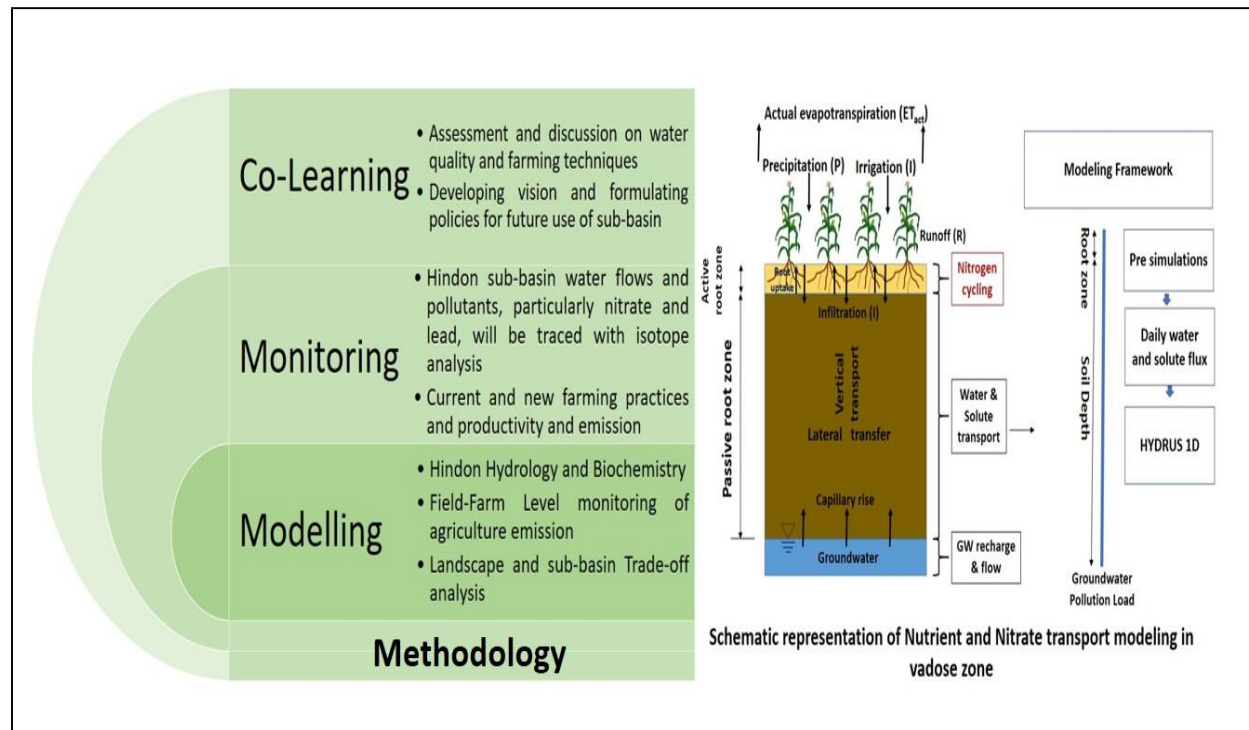 Co-Learning
• Assessment and discussion on water
quality and farming techniques
• Developing vision and formulating
policies for future use of sub-basin
Monitoring
• Hindon sub-basin water flows and
pollutants, particularly nitrate and
lead, will be traced with isotope
analysis
• Current and new farming practices
and productivity and emission
Modelling
• Hindon Hydrology and Biochemistry
• Field-Farm Level monitoring of
agriculture emission
• Landscape and sub-basin Trade-off
analysis
Methodology
Actual evapotranspiration (ETact)
Precipitation (P)
Irrigation (I)
Runoff (R)
Active
root zone
Root
uptake
Nitrogen
cycling
Infiltration (I)
Passive root zone
Vertical
transport
Lateral transfer
Water &
Solute
transport
Capillary rise
Groundwater
GW recharge
& flow
Modeling Framework
Root zone
Soil Depth
Pre simulations
Daily water
and solute flux
HYDRUS 1D
Groundwater
Pollution Load
Schematic representation of Nutrient and Nitrate transport modeling in
vadose zone